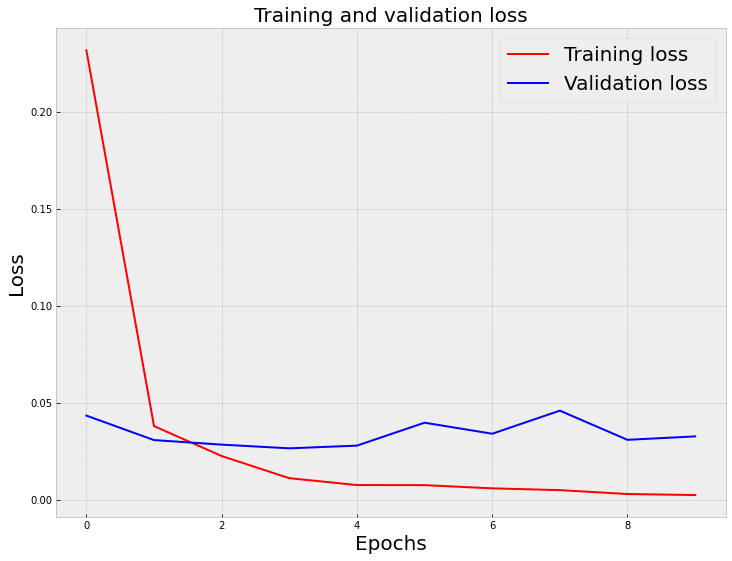 Training and validation loss
Training loss
Validation loss
0.20
0.15
0.10
0.05
0.00
Loss
0 2 4 6 8
Epochs